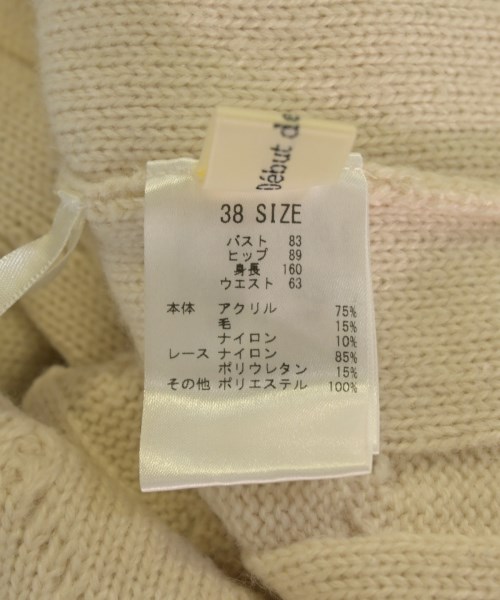 Début de
38 SIZE
バスト 83
ヒップ 89
身長 160
ウエスト 63
本体 アクリル 75%
毛 15%
ナイロン 10%
レース ナイロン 85%
ポリウレタン 15%
その他 ポリエステル 100%